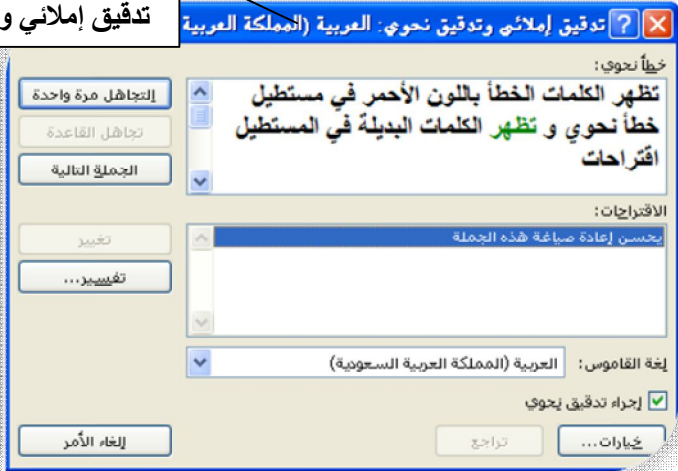 تدقيق إملائي و
تدقيق إملائي وتدقيق نحوي: العربية (المملكة العربية
خطأ نحوي:
تظهر الكلمات الخطأ باللون الأحمر في مستطيل
خطأ نحوي و تظهر الكلمات البديلة في المستطيل
اقتراحات
إلتجاهل مرة واحدة
تجاهل القاعدة
الجملة التالية
الاقتراحات:
يحسن إعادة صياغة هذه الجملة
تغيير
تفسير...
لغة القاموس:
العربية (المملكة العربية السعودية)
إجراء تدقيق نحوي
خيارات...
تراجع
إلغاء الأمر